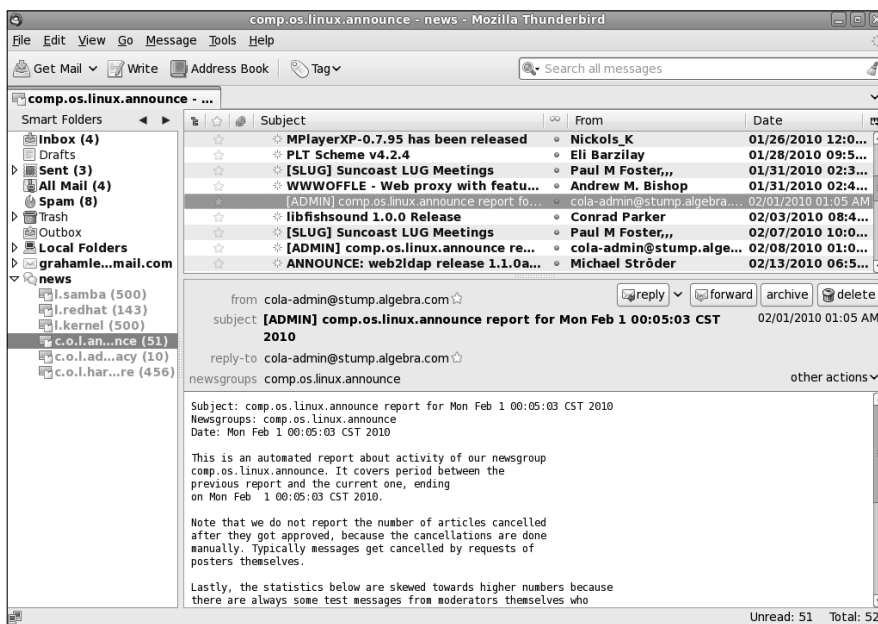 comp.os.linux.announce - news - Mozilla Thunderbird
File Edit View Go Message Tools Help
Get Mail Write Address Book Tag Search all messages
comp.os.linux.announce - ...
Smart Folders
Inbox (4)
Drafts
Sent (3)
All Mail (4)
Spam (8)
Trash
Outbox
Local Folders
grahamle...mail.com
news
l.samba (500)
l.redhat (143)
l.kernel (500)
c.o.l.an...nce (51)
c.o.l.ad...acy (10)
c.o.l.har...re (456)
Subject From Date
MPlayerXP-0.7.95 has been released Nickols_K 01/26/2010 12:0...
PLT Scheme v4.2.4 Eli Barzilay 01/28/2010 09:5...
[SLUG] Suncoast LUG Meetings Paul M Foster,,, 01/31/2010 02:3...
WWWOFFLE - Web proxy with featu... Andrew M. Bishop 01/31/2010 02:4...
[ADMIN] comp.os.linux.announce report fo... cola-admin@stump.algebra.... 02/01/2010 01:05 AM
libfishsound 1.0.0 Release Conrad Parker 02/03/2010 08:4...
[SLUG] Suncoast LUG Meetings Paul M Foster,,, 02/07/2010 10:0...
[ADMIN] comp.os.linux.announce re... cola-admin@stump.alge... 02/08/2010 01:0...
ANNOUNCE: web2ldap release 1.1.0a... Michael Ströder 02/13/2010 06:5...
from cola-admin@stump.algebra.com reply forward archive delete
subject [ADMIN] comp.os.linux.announce report for Mon Feb 1 00:05:03 CST 02/01/2010 01:05 AM
2010
reply-to cola-admin@stump.algebra.com
newsgroups comp.os.linux.announce other actions
Subject: comp.os.linux.announce report for Mon Feb 1 00:05:03 CST 2010
Newsgroups: comp.os.linux.announce
Date: Mon Feb 1 00:05:03 CST 2010
This is an automated report about activity of our newsgroup
comp.os.linux.announce. It covers period between the
previous report and the current one, ending
on Mon Feb  1 00:05:03 CST 2010.
Note that we do not report the number of articles cancelled
after they got approved, because the cancellations are done
manually. Typically messages get cancelled by requests of
posters themselves.
Lastly, the statistics below are skewed towards higher numbers because
there are always some test messages from moderators themselves who
Unread: 51 Total: 52